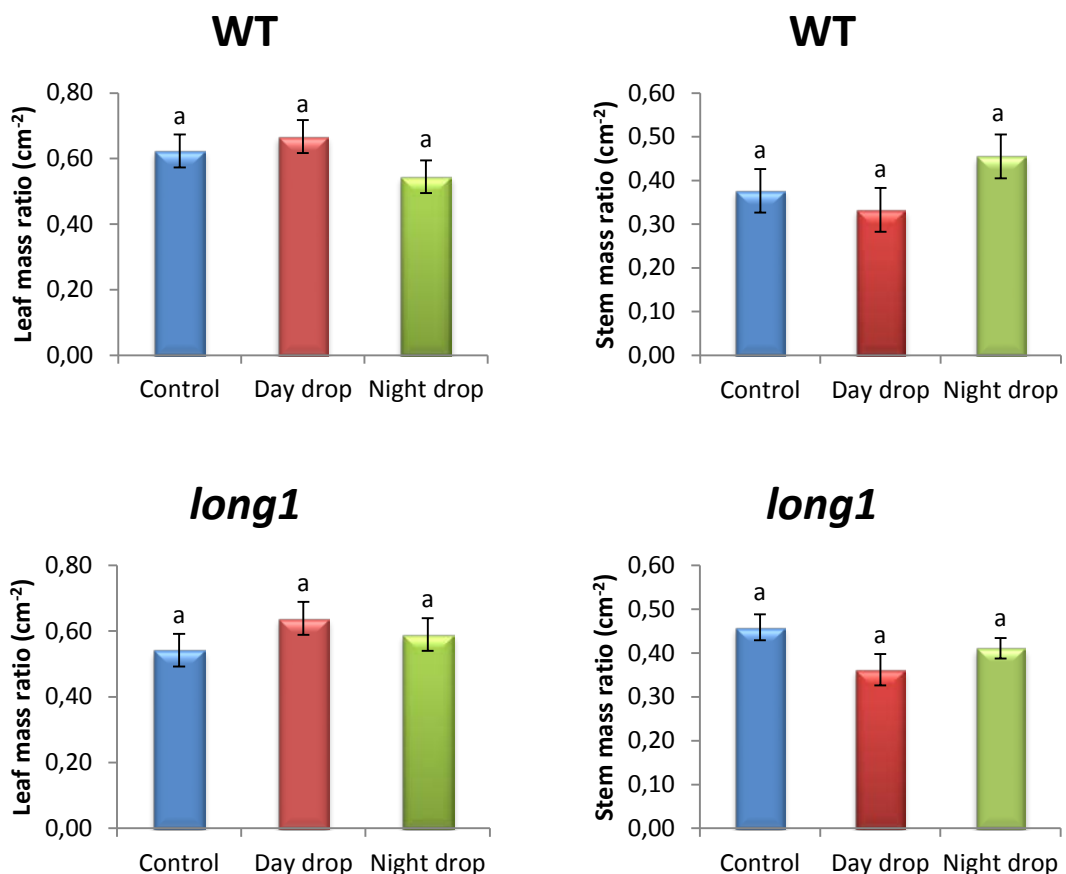 WT
Leaf mass ratio (cm-2)
0,80
0,60
0,40
0,20
0,00
a
a
a
Control Day drop Night drop
WT
Stem mass ratio (cm-2)
0,60
0,50
0,40
0,30
0,20
0,10
0,00
a
a
a
Control Day drop Night drop
long1
Leaf mass ratio (cm-2)
0,80
0,60
0,40
0,20
0,00
a
a
a
Control Day drop Night drop
long1
Stem mass ratio (cm-2)
0,60
0,50
0,40
0,30
0,20
0,10
0,00
a
a
a
Control Day drop Night drop